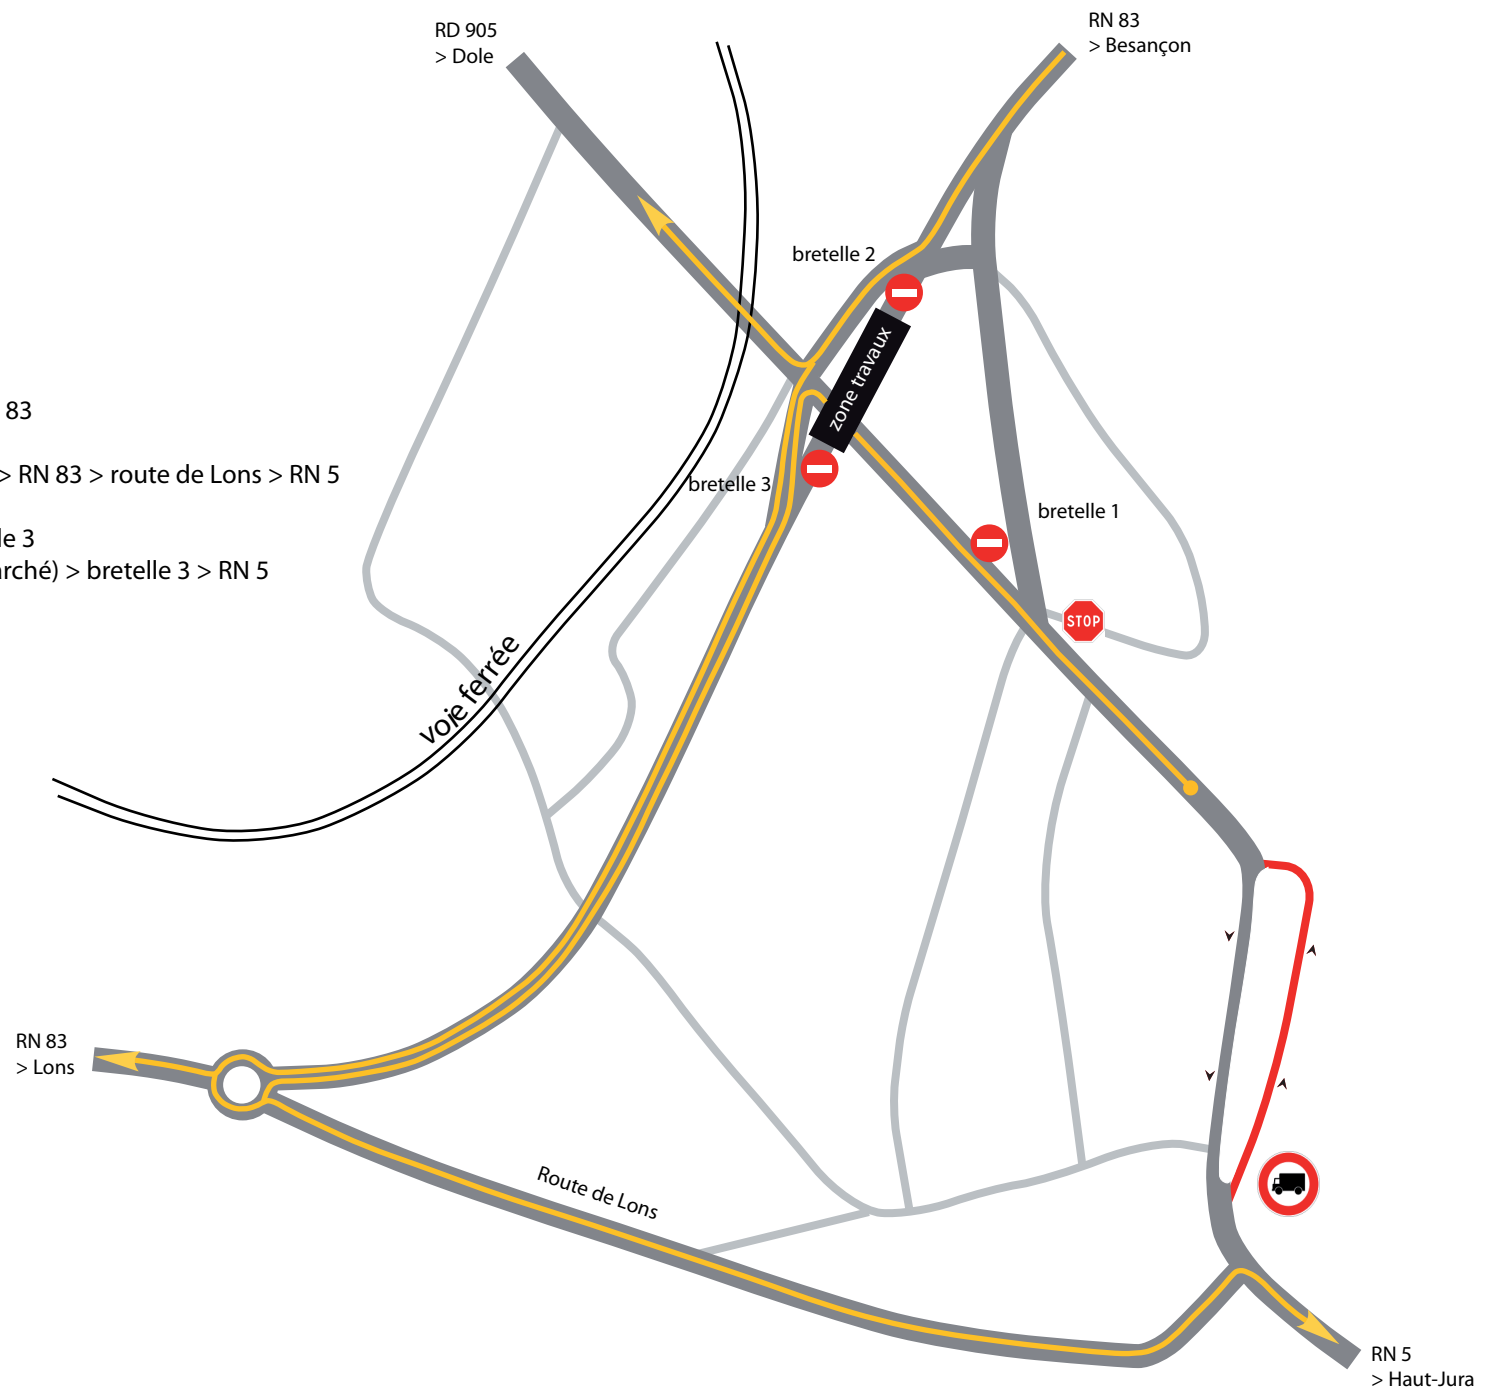 RD 905
> Dole
RN 83
> Besançon
bretelle 2
zone travaux
83
> RN 83 > route de Lons > RN 5
bretelle 3
bretelle 1
le 3
arché) > bretelle 3 > RN 5
STOP
voie ferrée
RN 83
> Lons
Route de Lons
RN 5
> Haut-Jura